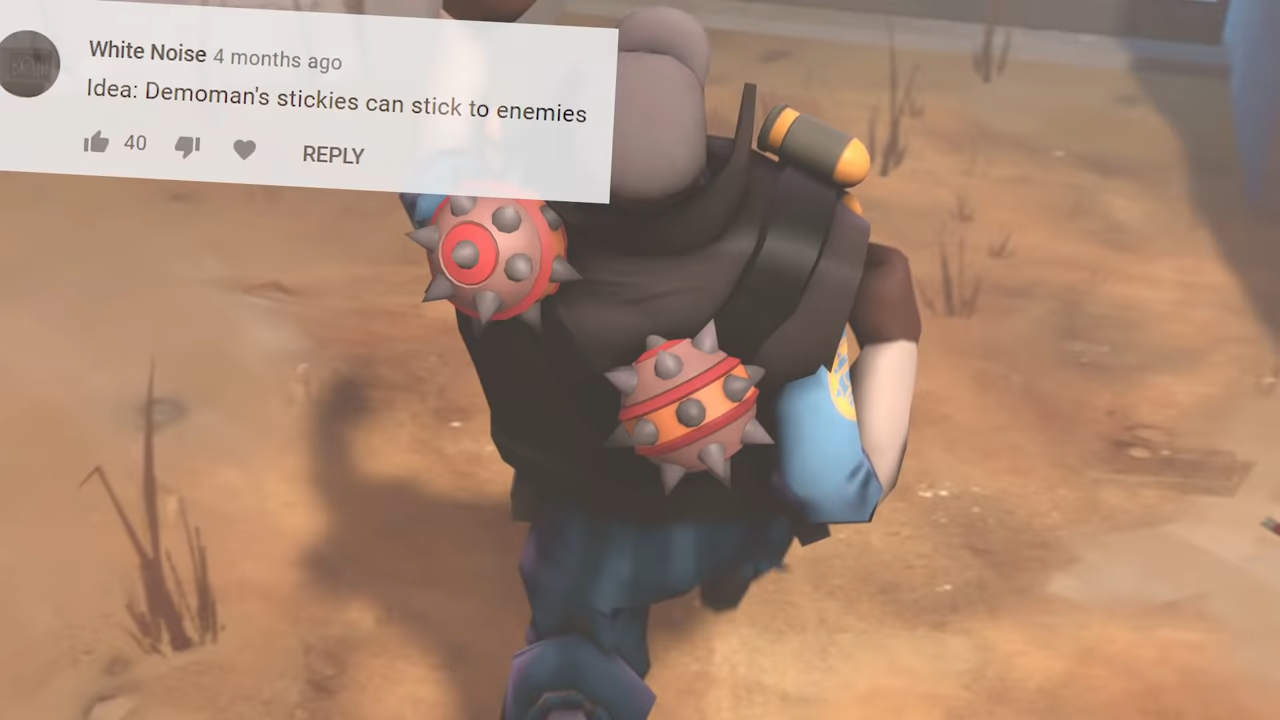 White Noise 4 months ago
Idea: Demoman's stickies can stick to enemies
40 REPLY